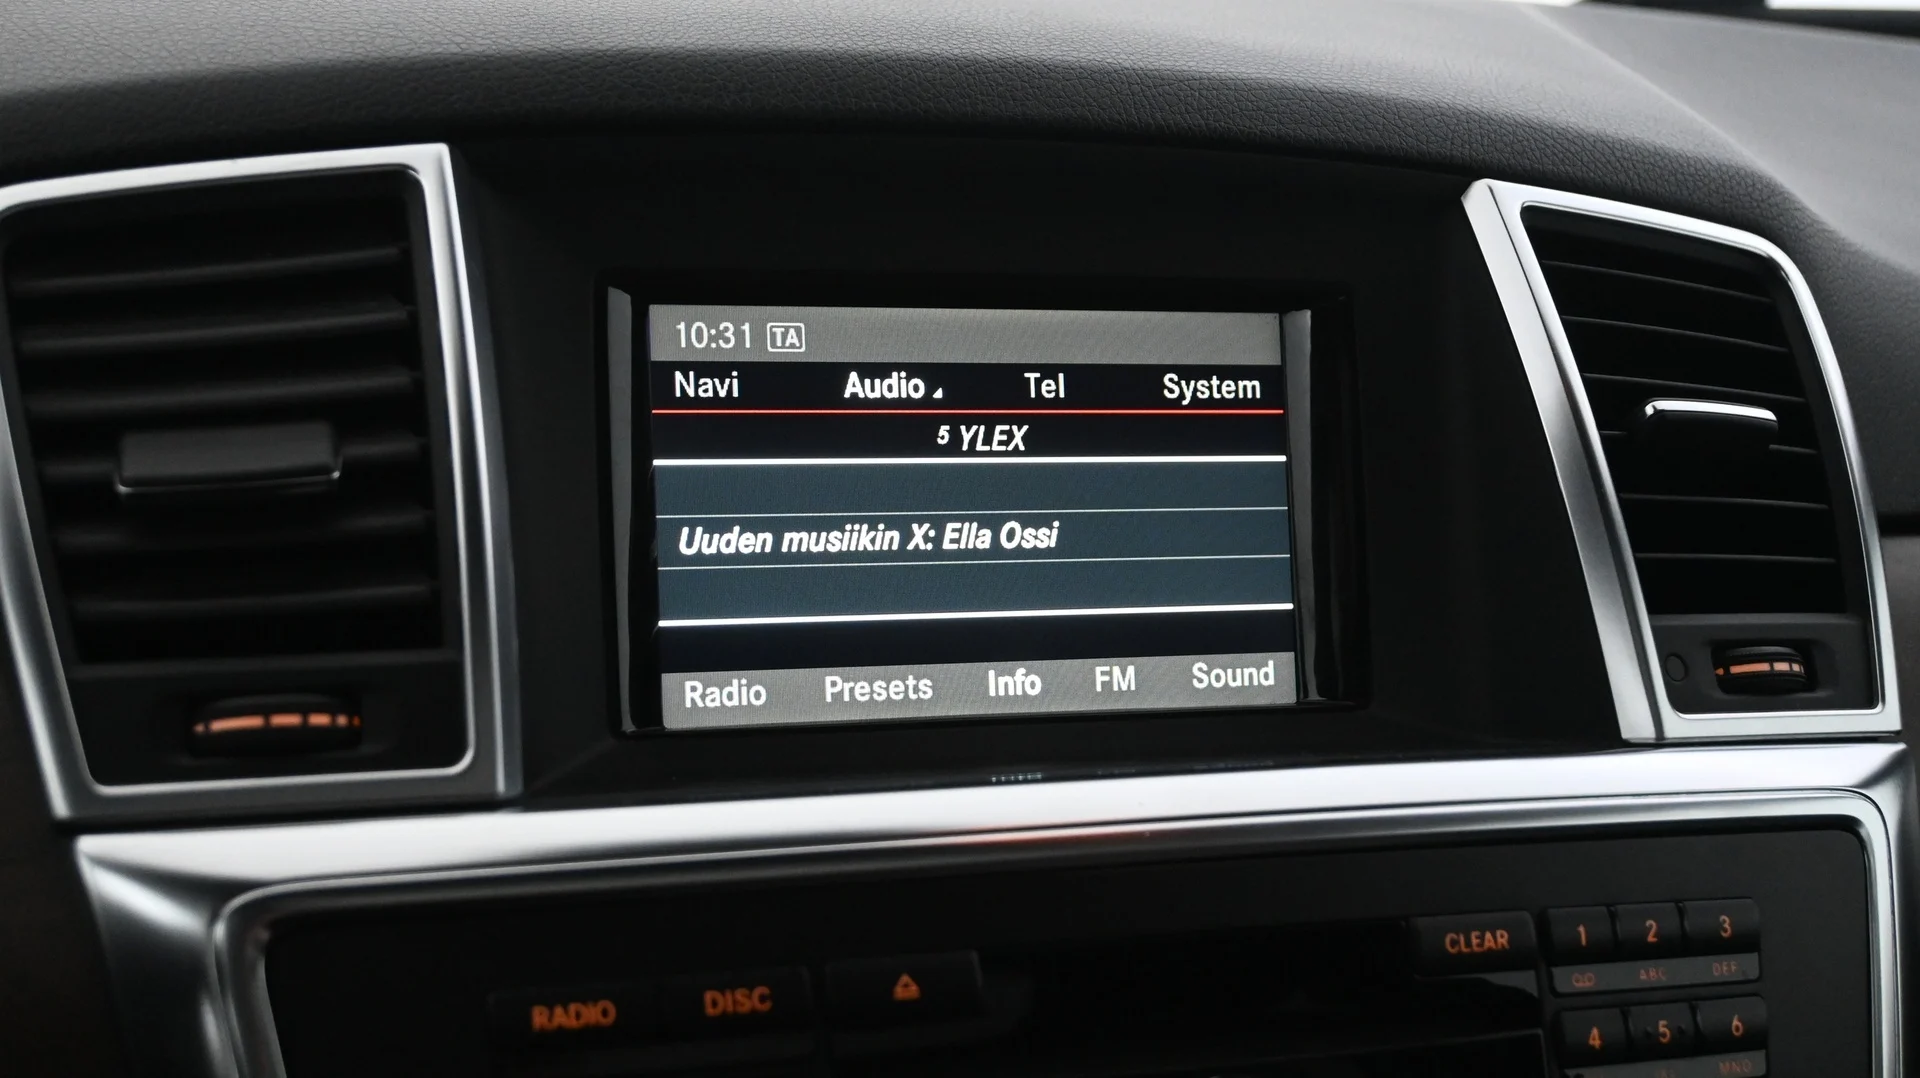 10:31 TA
Navi Audio Tel System
5 YLEX
Uuden musiikin X: Ella Ossi
Radio Presets Info FM Sound
CLEAR 1 2 3
ABC DEF
RADIO DISC
4 5 6
MNO